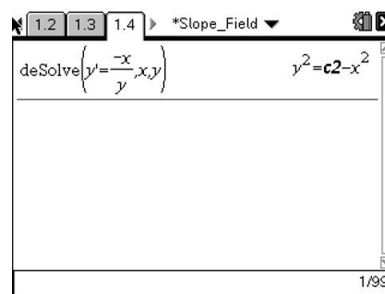 1.2 1.3 1.4 *Slope_Field
deSolve(y'=-x/y,x,y) y²=c2-x²
1/99